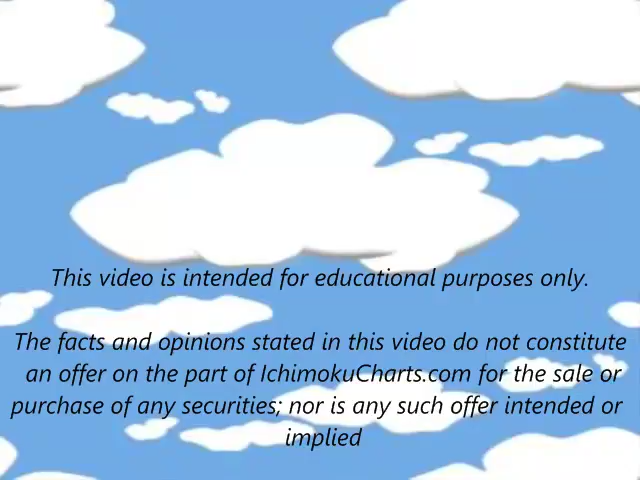 This video is intended for educational purposes only.
The facts and opinions stated in this video do not constitute
an offer on the part of IchimokuCharts.com for the sale or
purchase of any securities; nor is any such offer intended or
implied